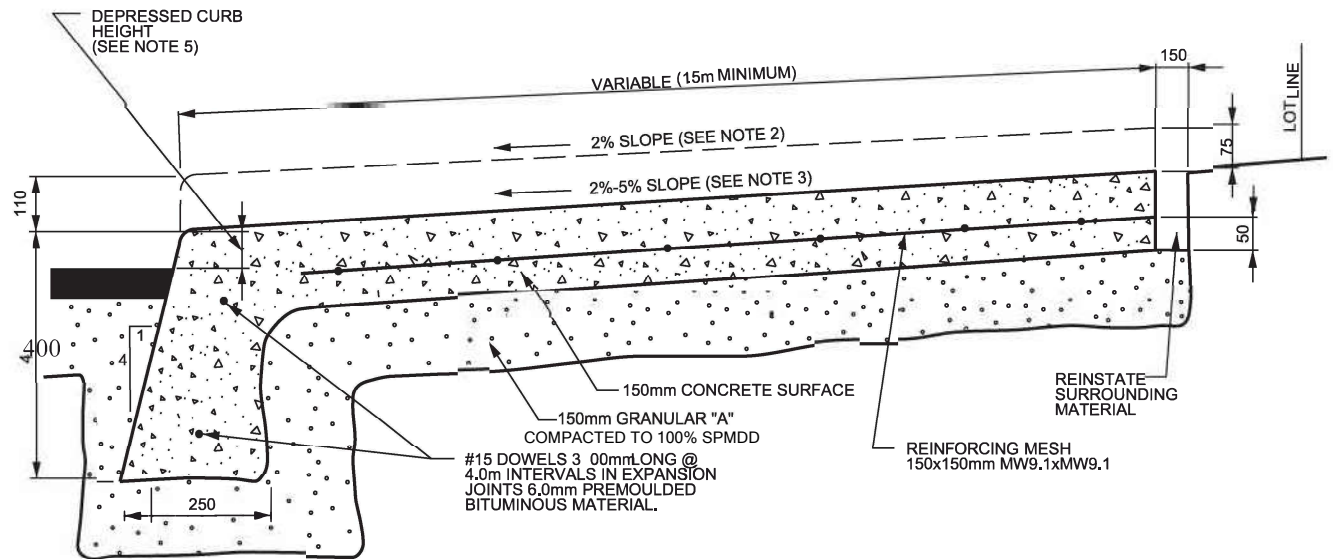 DEPRESSED CURB
HEIGHT
(SEE NOTE 5)
VARIABLE (15m MINIMUM)
150
LOT LINE
2% SLOPE (SEE NOTE 2)
75
2%-5% SLOPE (SEE NOTE 3)
110
50
1
4
400
150mm CONCRETE SURFACE
150mm GRANULAR "A"
COMPACTED TO 100% SPMDD
REINSTATE
SURROUNDING
MATERIAL
REINFORCING MESH
150x150mm MW9.1xMW9.1
#15 DOWELS 3 00mmLONG @
4.0m INTERVALS IN EXPANSION
JOINTS 6.0mm PREMOULDED
BITUMINOUS MATERIAL.
250